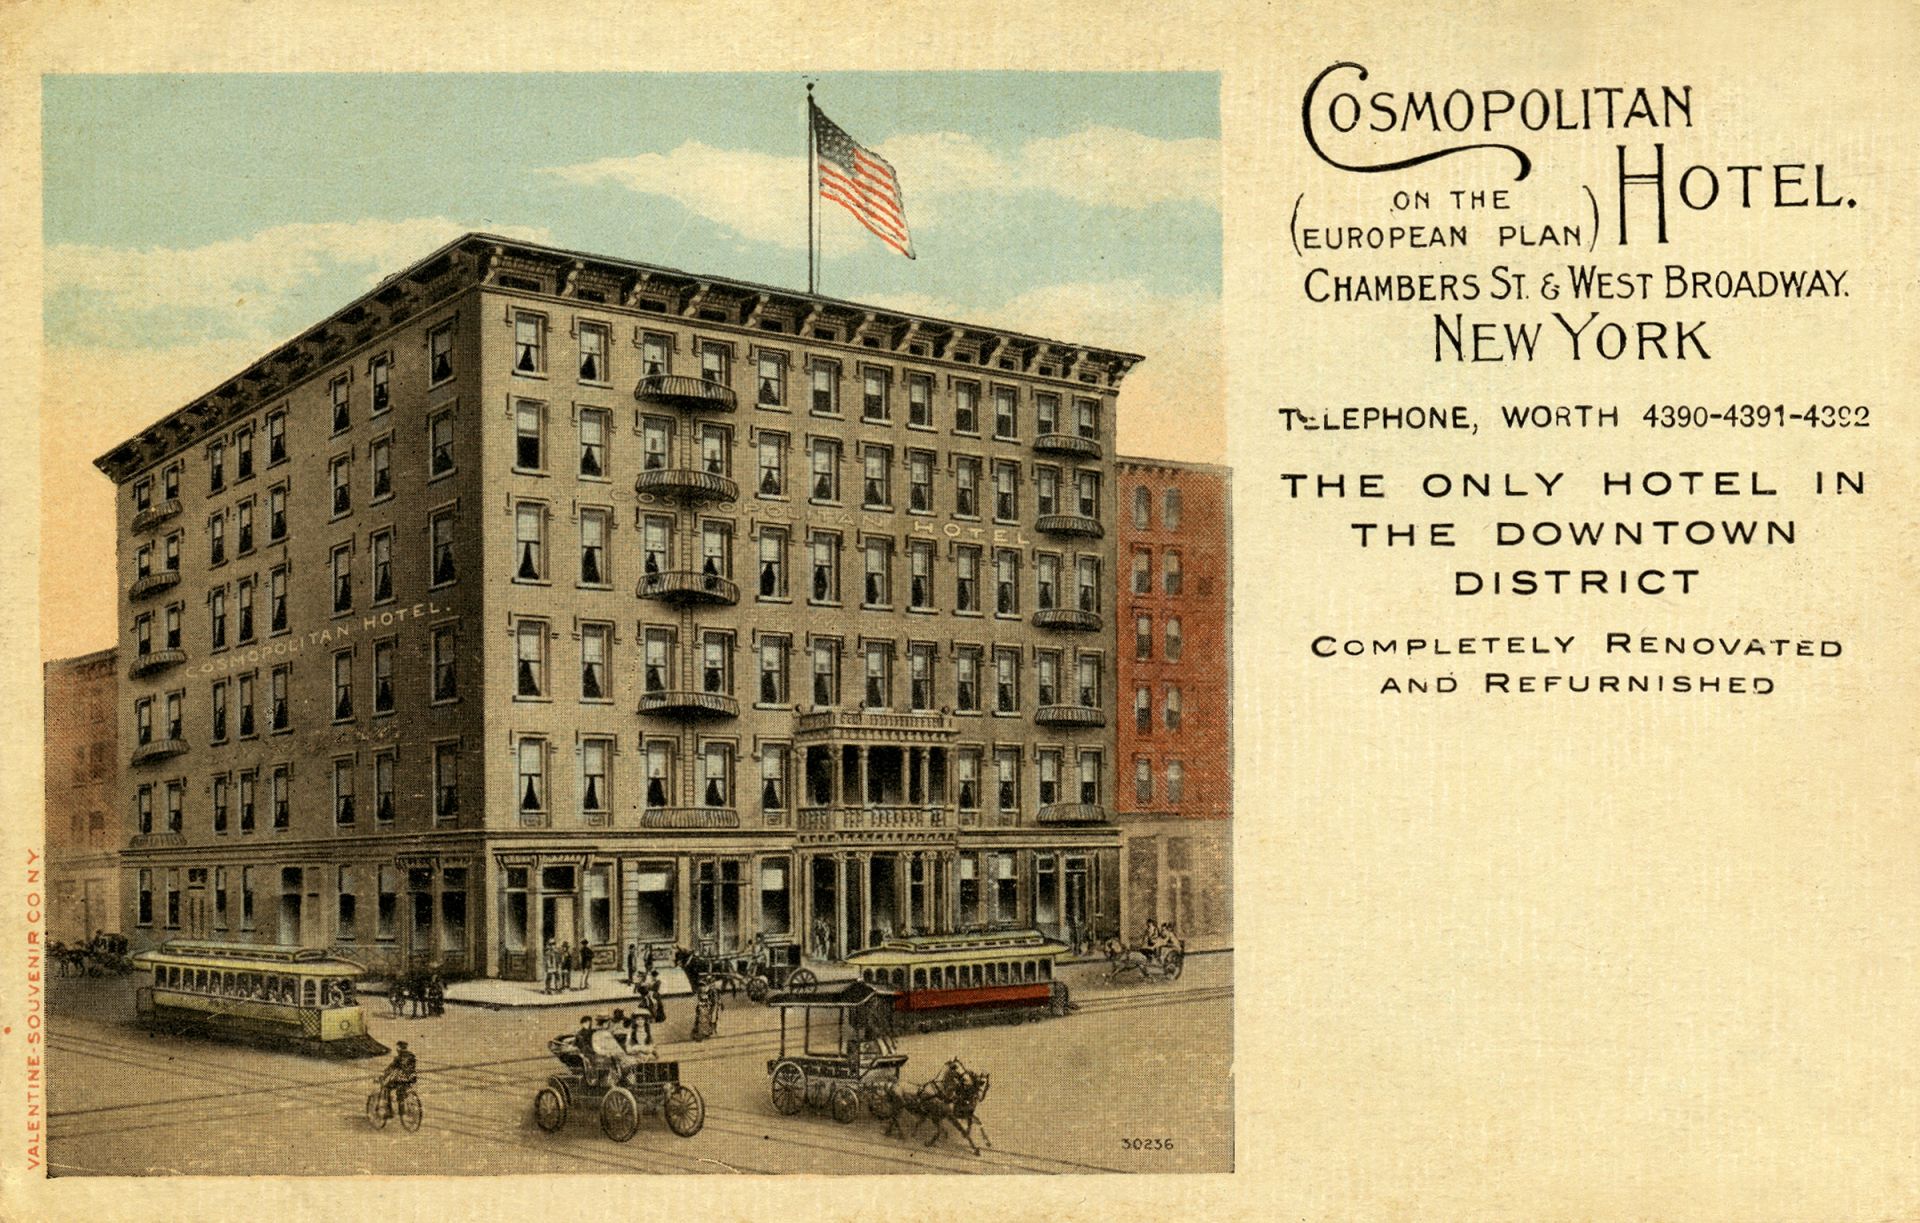 COSMOPOLITAN
HOTEL.
(ON THE
EUROPEAN PLAN)
CHAMBERS ST. & WEST BROADWAY.
NEW YORK
TELEPHONE, WORTH 4390-4391-4392
THE ONLY HOTEL IN
THE DOWNTOWN
DISTRICT
COMPLETELY RENOVATED
AND REFURNISHED
COSMOPOLITAN HOTEL
COSMOPOLITAN HOTEL.
VALENTINE-SOUVENIR CO NY
30236